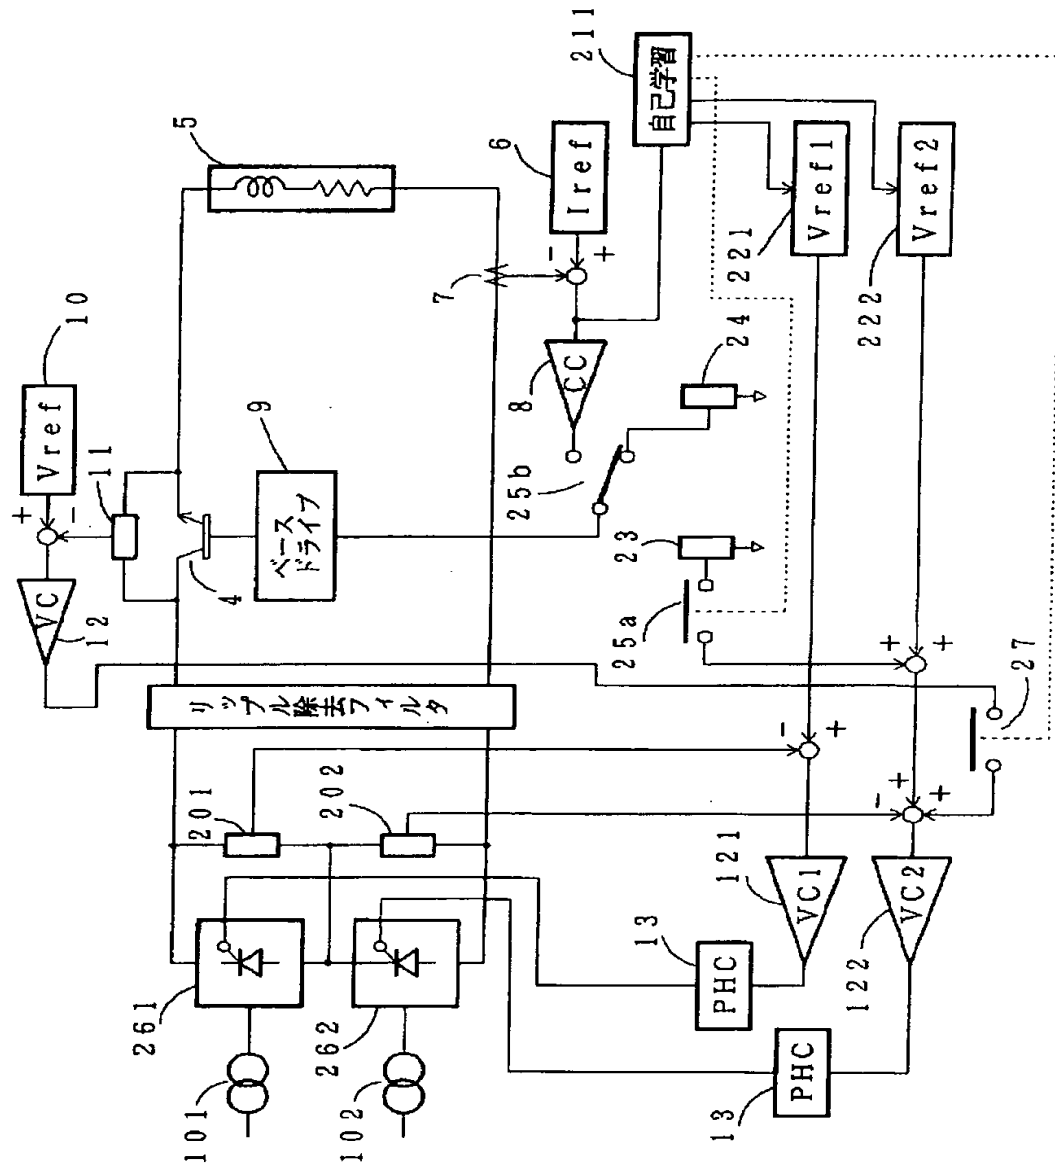 101
102
261
262
201
202
リップル除去フィルタ
VC
12
Vref
10
11
4
ベース
ドライブ
9
5
7
Iref
6
- +
CC
8
25b
24
23
25a
自己学習
211
Vref1
221
Vref2
222
+ -
- +
+ +
- + +
27
VC1
121
VC2
122
PHC
13
PHC
13